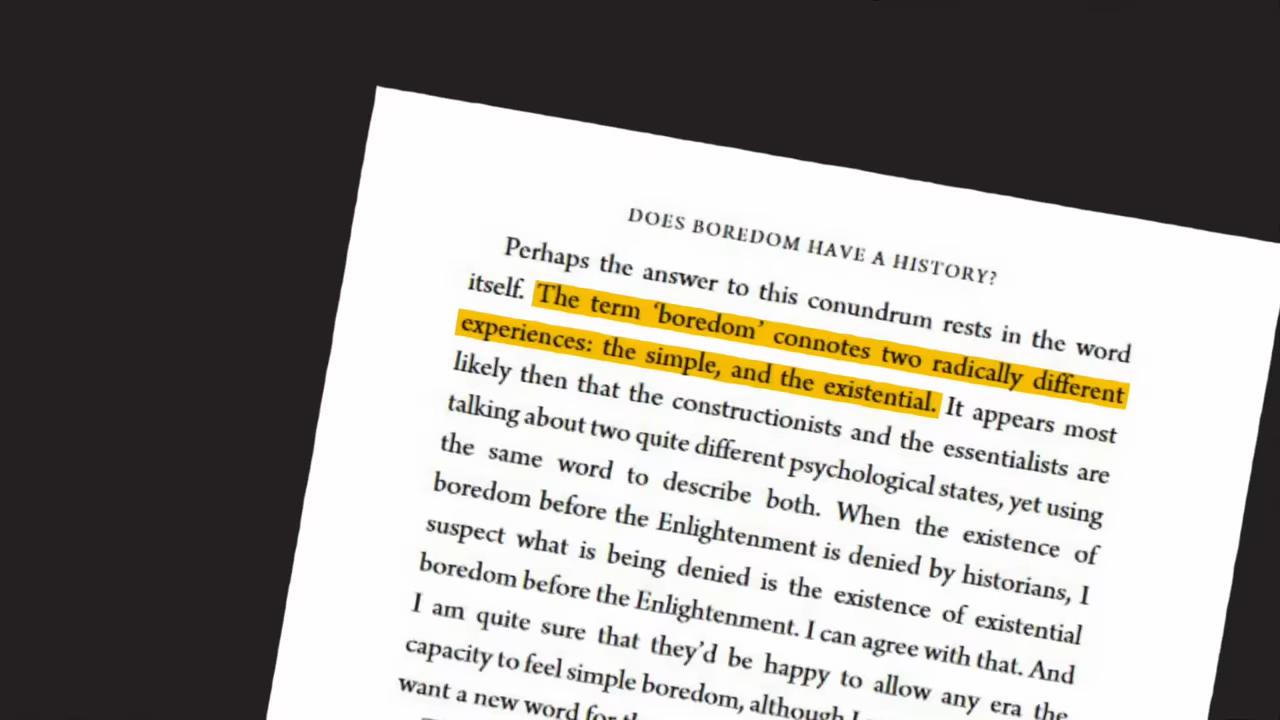 DOES BOREDOM HAVE A HISTORY?
Perhaps the answer to this conundrum rests in the word
itself. The term ‘boredom’ connotes two radically different
experiences: the simple, and the existential. It appears most
likely then that the constructionists and the essentialists are
talking about two quite different psychological states, yet using
the same word to describe both. When the existence of
boredom before the Enlightenment is denied by historians, I
suspect what is being denied is the existence of existential
boredom before the Enlightenment. I can agree with that. And
I am quite sure that they’d be happy to allow any era the
capacity to feel simple boredom, although I
want a new word for